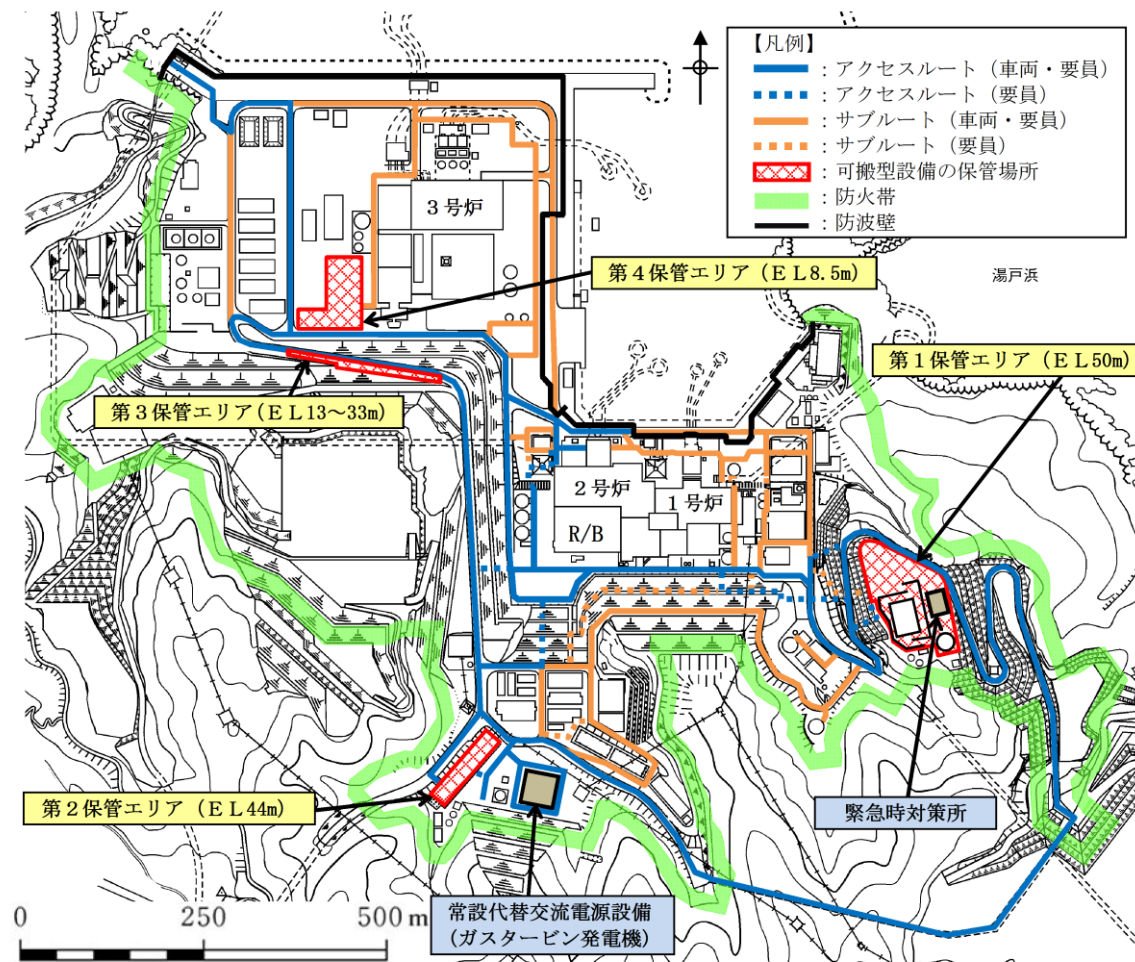 【凡例】
：アクセスルート（車両・要員）
：アクセスルート（要員）
：サブルート（車両・要員）
：サブルート（要員）
：可搬型設備の保管場所
：防火帯
：防波壁
３号炉
第４保管エリア（ＥＬ8.5m）
湯戸浜
第１保管エリア（ＥＬ50m）
第３保管エリア（ＥＬ13～33m）
２号炉
１号炉
R/B
第２保管エリア（ＥＬ44m）
緊急時対策所
常設代替交流電源設備
(ガスタービン発電機)
0 250 500 m